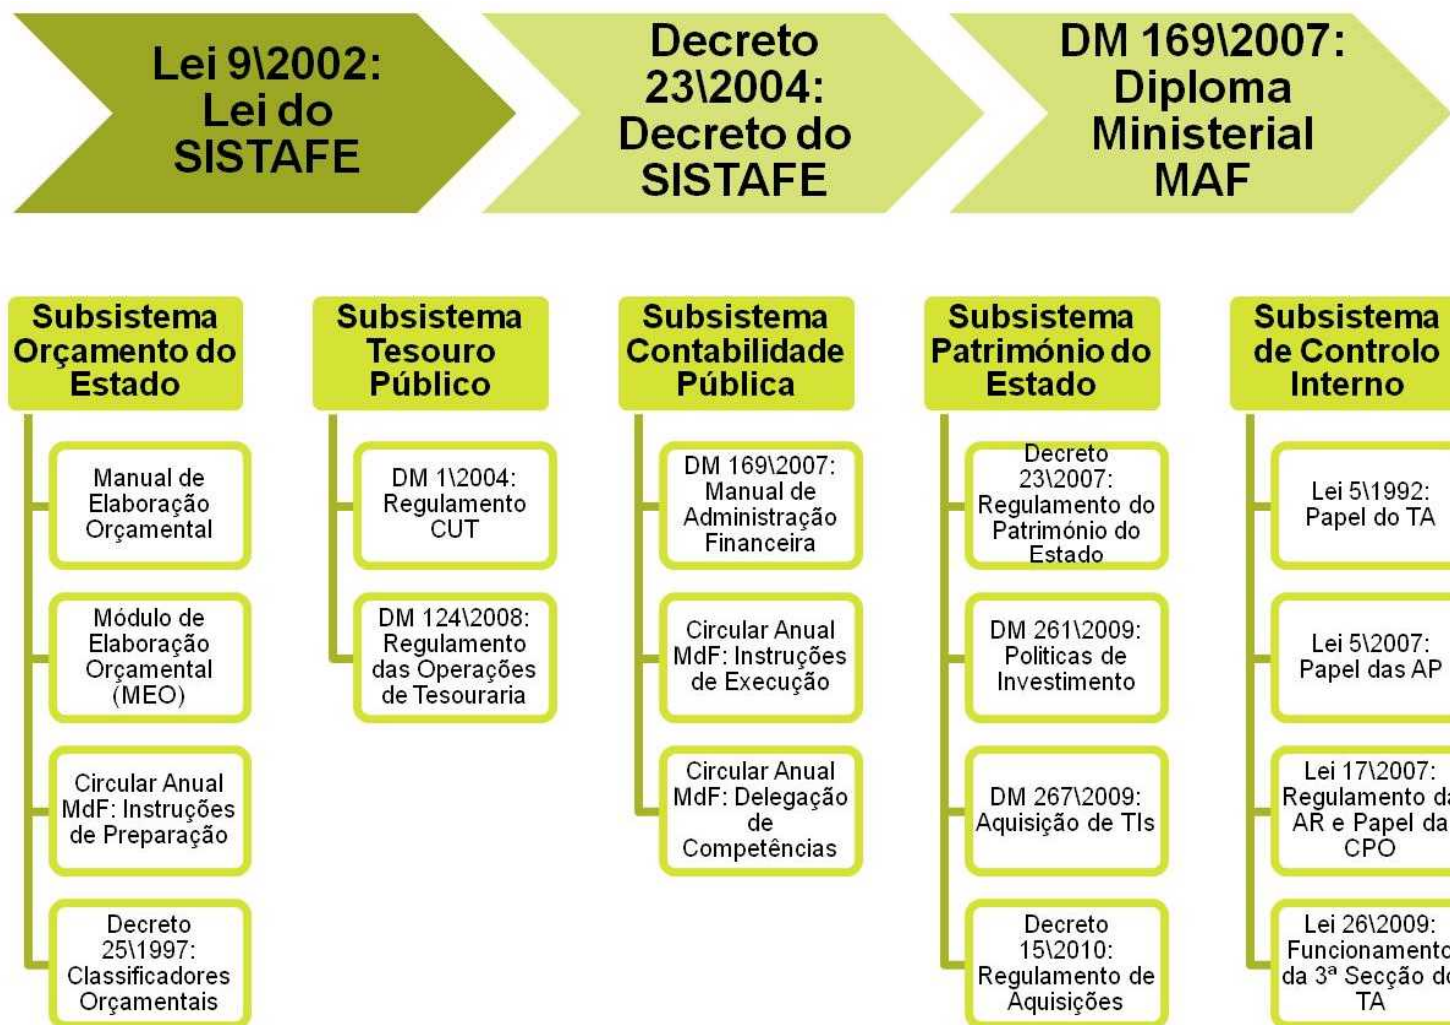 Lei 9\2002:
Lei do
SISTAFE
Decreto
23\2004:
Decreto do
SISTAFE
DM 169\2007:
Diploma
Ministerial
MAF
Subsistema
Orçamento do
Estado
Manual de
Elaboração
Orçamental
Módulo de
Elaboração
Orçamental
(MEO)
Circular Anual
MdF: Instruções
de Preparação
Decreto
25\1997:
Classificadores
Orçamentais
Subsistema
Tesouro
Público
DM 1\2004:
Regulamento
CUT
DM 124\2008:
Regulamento
das Operações
de Tesouraria
Subsistema
Contabilidade
Pública
DM 169\2007:
Manual de
Administração
Financeira
Circular Anual
MdF: Instruções
de Execução
Circular Anual
MdF: Delegação
de
Competências
Subsistema
Património do
Estado
Decreto
23\2007:
Regulamento do
Património do
Estado
DM 261\2009:
Politicas de
Investimento
DM 267\2009:
Aquisição de TIs
Decreto
15\2010:
Regulamento de
Aquisições
Subsistema
de Controlo
Interno
Lei 5\1992:
Papel do TA
Lei 5\2007:
Papel das AP
Lei 17\2007:
Regulamento da
AR e Papel da
CPO
Lei 26\2009:
Funcionamento
da 3ª Secção do
TA